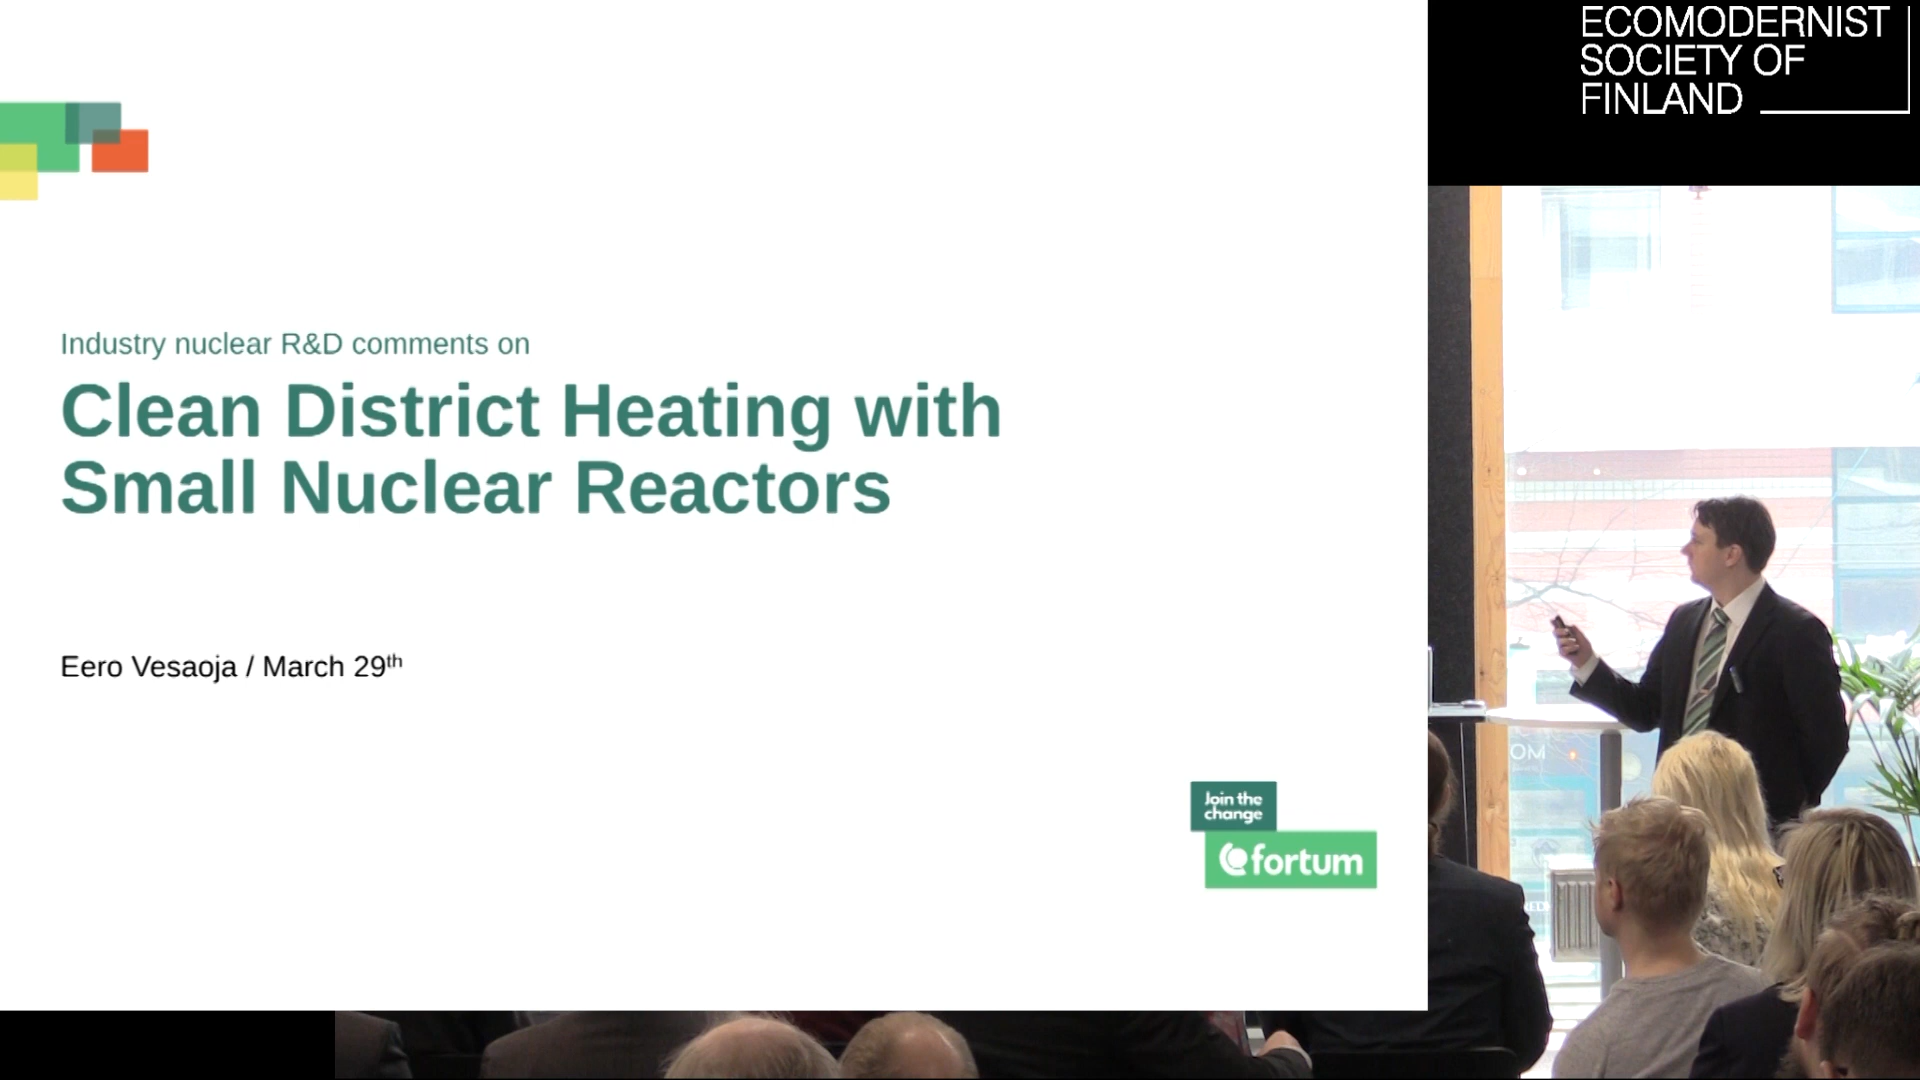 ECOMODERNIST
SOCIETY OF
FINLAND
Industry nuclear R&D comments on
Clean District Heating with
Small Nuclear Reactors
Eero Vesaoja / March 29th
Join the
change
fortum
OM